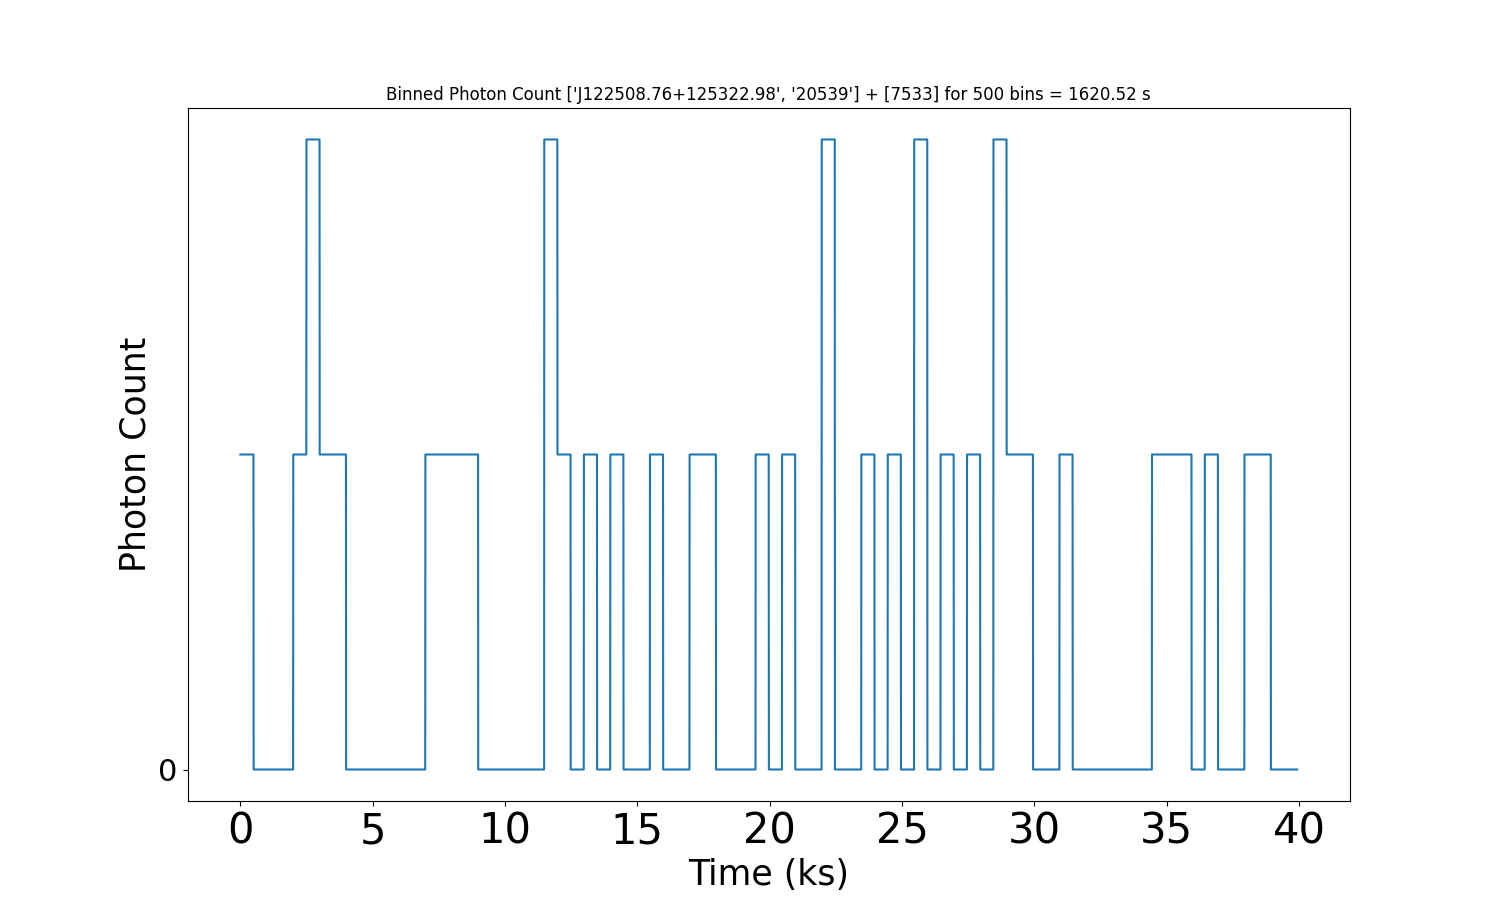 Binned Photon Count ['J122508.76+125322.98', '20539'] + [7533] for 500 bins = 1620.52 s
Photon Count
0
0 5 10 15 20 25 30 35 40
Time (ks)